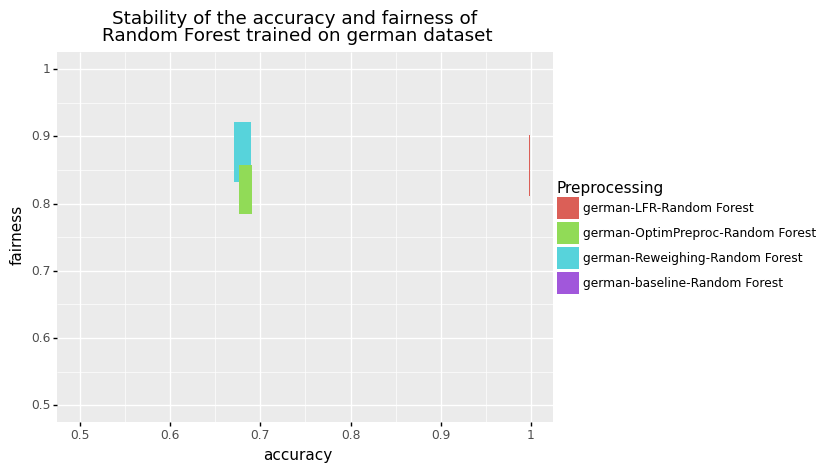 Stability of the accuracy and fairness of
Random Forest trained on german dataset
1
0.9
0.8
0.7
0.6
0.5
fairness
0.5 0.6 0.7 0.8 0.9 1
accuracy
Preprocessing
german-LFR-Random Forest
german-OptimPreproc-Random Forest
german-Reweighing-Random Forest
german-baseline-Random Forest